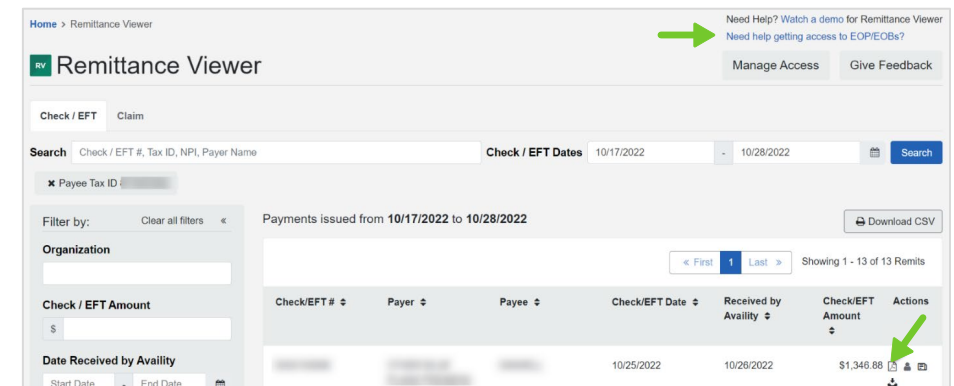 Home > Remittance Viewer
Need Help? Watch a demo for Remittance Viewer
Need help getting access to EOP/EOBs?
RV Remittance Viewer
Manage Access Give Feedback
Check / EFT Claim
Search Check / EFT #, Tax ID, NPI, Payer Name Check / EFT Dates 10/17/2022 - 10/28/2022 Search
× Payee Tax ID
Filter by: Clear all filters «
Payments issued from 10/17/2022 to 10/28/2022
Download CSV
Organization
« First 1 Last » Showing 1 - 13 of 13 Remits
Check / EFT Amount
$
Check/EFT # Payer Payee Check/EFT Date Received by Availity Check/EFT Amount Actions
Date Received by Availity
Start Date - End Date
10/25/2022 10/26/2022 $1,346.88